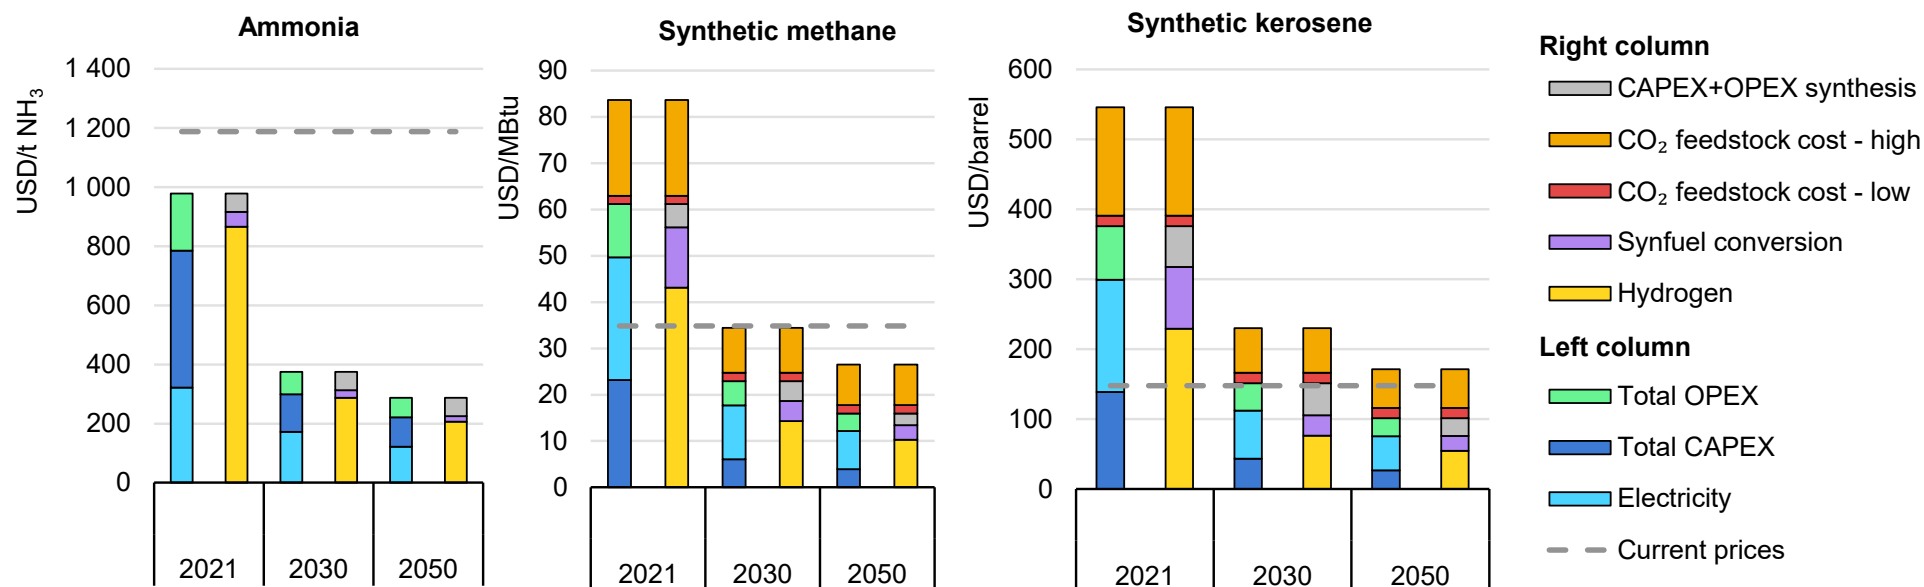 Ammonia
USD/t NH₃
1 400
1 200
1 000
800
600
400
200
0
2021 2030 2050
Synthetic methane
USD/MBtu
90
80
70
60
50
40
30
20
10
0
2021 2030 2050
Synthetic kerosene
USD/barrel
600
500
400
300
200
100
0
2021 2030 2050
Right column
CAPEX+OPEX synthesis
CO₂ feedstock cost - high
CO₂ feedstock cost - low
Synfuel conversion
Hydrogen
Left column
Total OPEX
Total CAPEX
Electricity
Current prices